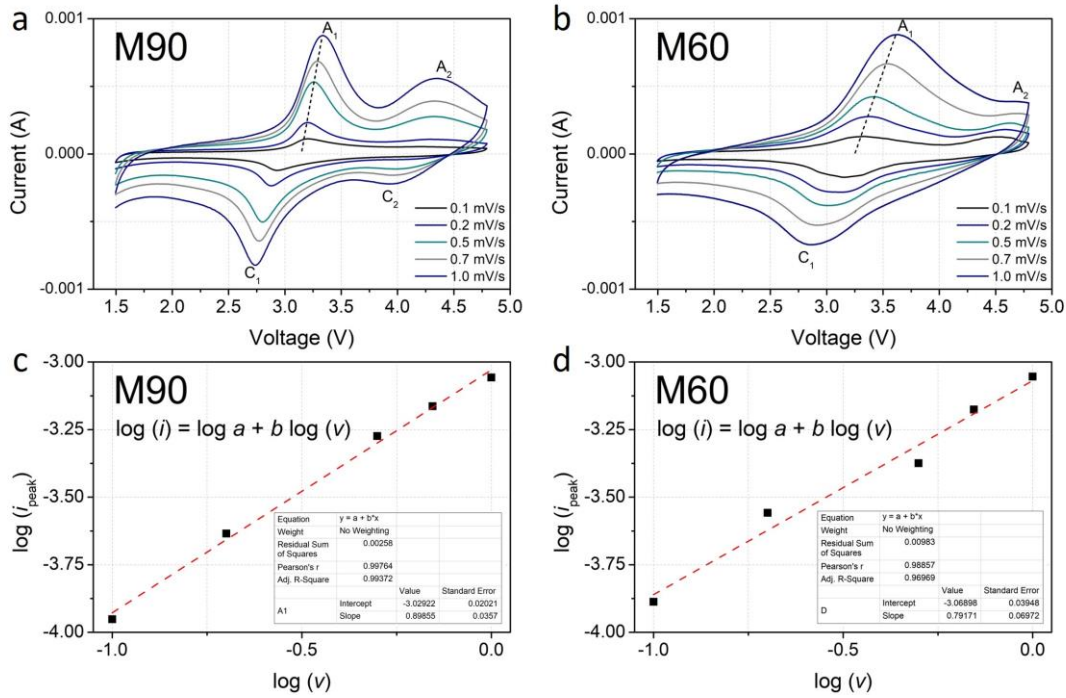 a
M90
0.001
0.000
-0.001
Current (A)
A₁
A₂
C₁
C₂
0.1 mV/s
0.2 mV/s
0.5 mV/s
0.7 mV/s
1.0 mV/s
1.5 2.0 2.5 3.0 3.5 4.0 4.5 5.0
Voltage (V)
b
M60
0.001
0.000
-0.001
Current (A)
A₁
A₂
C₁
0.1 mV/s
0.2 mV/s
0.5 mV/s
0.7 mV/s
1.0 mV/s
1.5 2.0 2.5 3.0 3.5 4.0 4.5 5.0
Voltage (V)
c
M90
log (i) = log a + b log (v)
-3.00
-3.25
-3.50
-3.75
-4.00
log (i_peak)
Equation y = a + b*x
Weight No Weighting
Residual Sum
of Squares 0.00258
Pearson's r 0.99764
Adj. R-Square 0.99372
Value Standard Error
A1 Intercept -3.02922 0.02021
Slope 0.89855 0.0357
-1.0 -0.5 0.0
log (v)
d
M60
log (i) = log a + b log (v)
-3.00
-3.25
-3.50
-3.75
-4.00
log (i_peak)
Equation y = a + b*x
Weight No Weighting
Residual Sum
of Squares 0.00983
Pearson's r 0.98857
Adj. R-Square 0.96969
Value Standard Error
D Intercept -3.06898 0.03948
Slope 0.79171 0.06972
-1.0 -0.5 0.0
log (v)